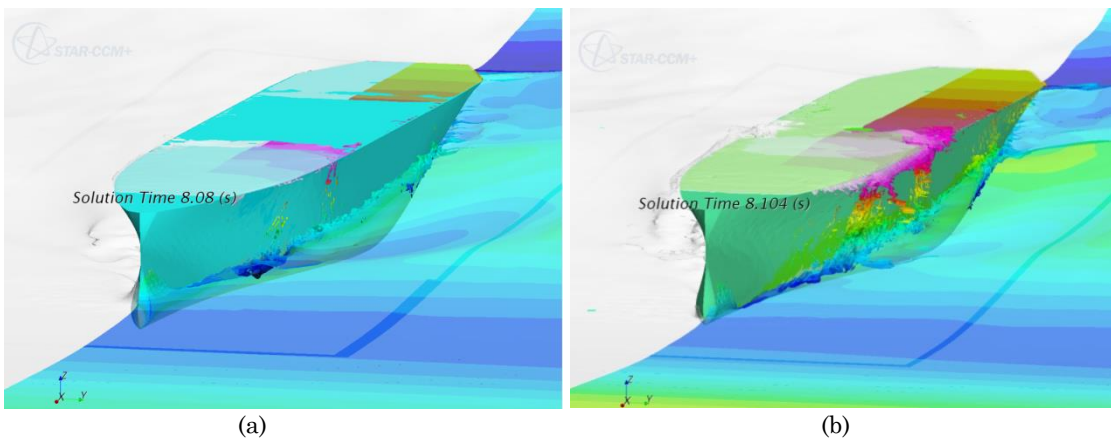 STAR-CCM+
Solution Time 8.08 (s)
Z
X
Y
(a)
STAR-CCM+
Solution Time 8.104 (s)
Z
X
Y
(b)